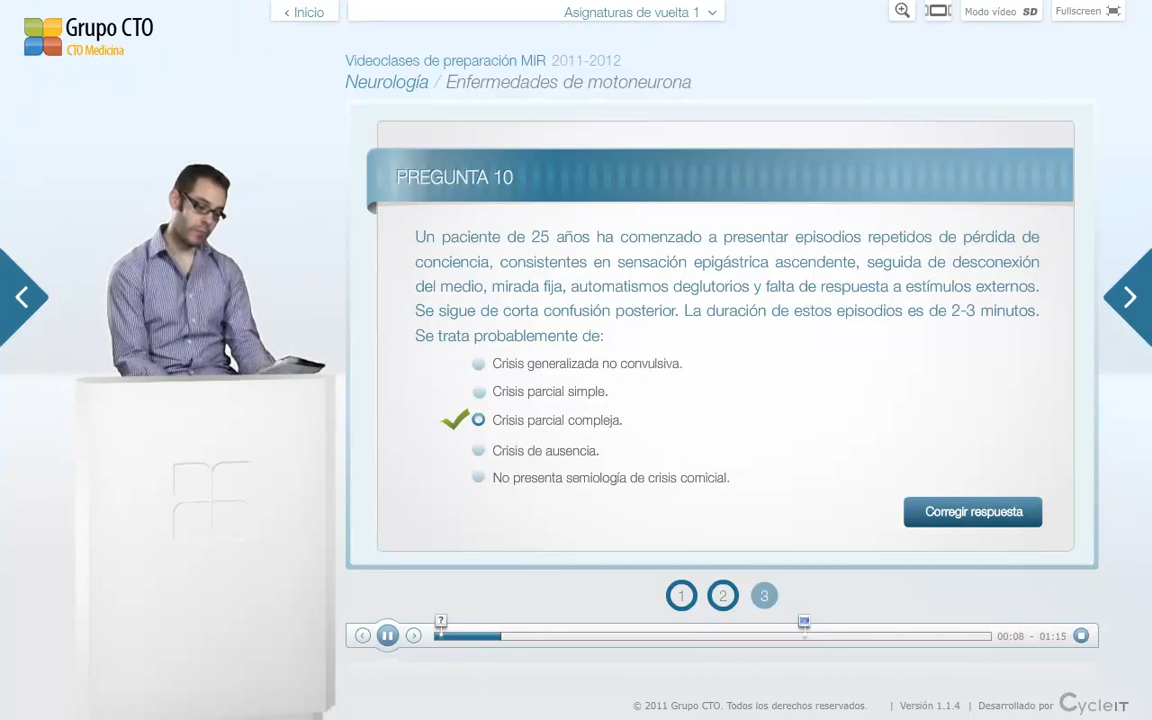 ‹ Inicio
Asignaturas de vuelta 1
Modo vídeo SD
Fullscreen
Grupo CTO
CTO Medicina
Videoclases de preparación MIR 2011-2012
Neurología / Enfermedades de motoneurona
PREGUNTA 10
Un paciente de 25 años ha comenzado a presentar episodios repetidos de pérdida de
conciencia, consistentes en sensación epigástrica ascendente, seguida de desconexión
del medio, mirada fija, automatismos deglutorios y falta de respuesta a estímulos externos.
Se sigue de corta confusión posterior. La duración de estos episodios es de 2-3 minutos.
Se trata probablemente de:
Crisis generalizada no convulsiva.
Crisis parcial simple.
Crisis parcial compleja.
Crisis de ausencia.
No presenta semiología de crisis comicial.
Corregir respuesta
1 2 3
?
00:08 - 01:15
© 2011 Grupo CTO. Todos los derechos reservados. | Versión 1.1.4 | Desarrollado por CycleIT